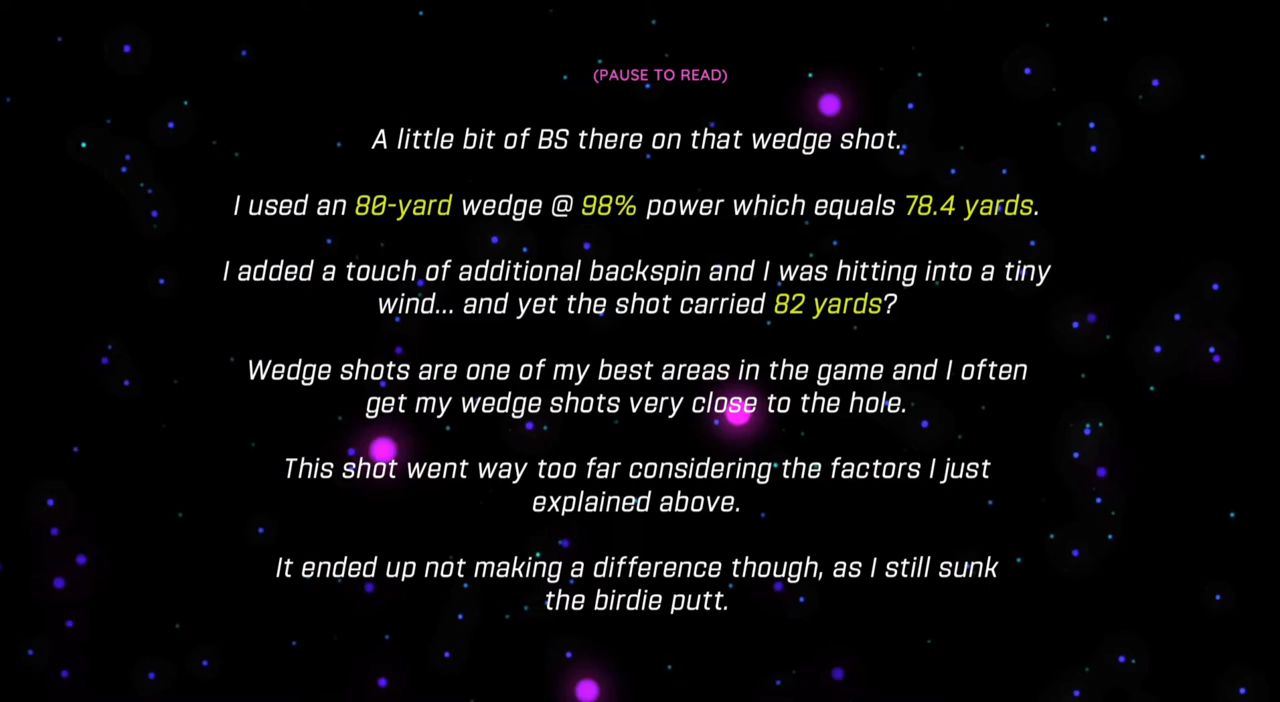 (PAUSE TO READ)
A little bit of BS there on that wedge shot.
I used an 80-yard wedge @ 98% power which equals 78.4 yards.
I added a touch of additional backspin and I was hitting into a tiny
wind... and yet the shot carried 82 yards?
Wedge shots are one of my best areas in the game and I often
get my wedge shots very close to the hole.
This shot went way too far considering the factors I just
explained above.
It ended up not making a difference though, as I still sunk
the birdie putt.